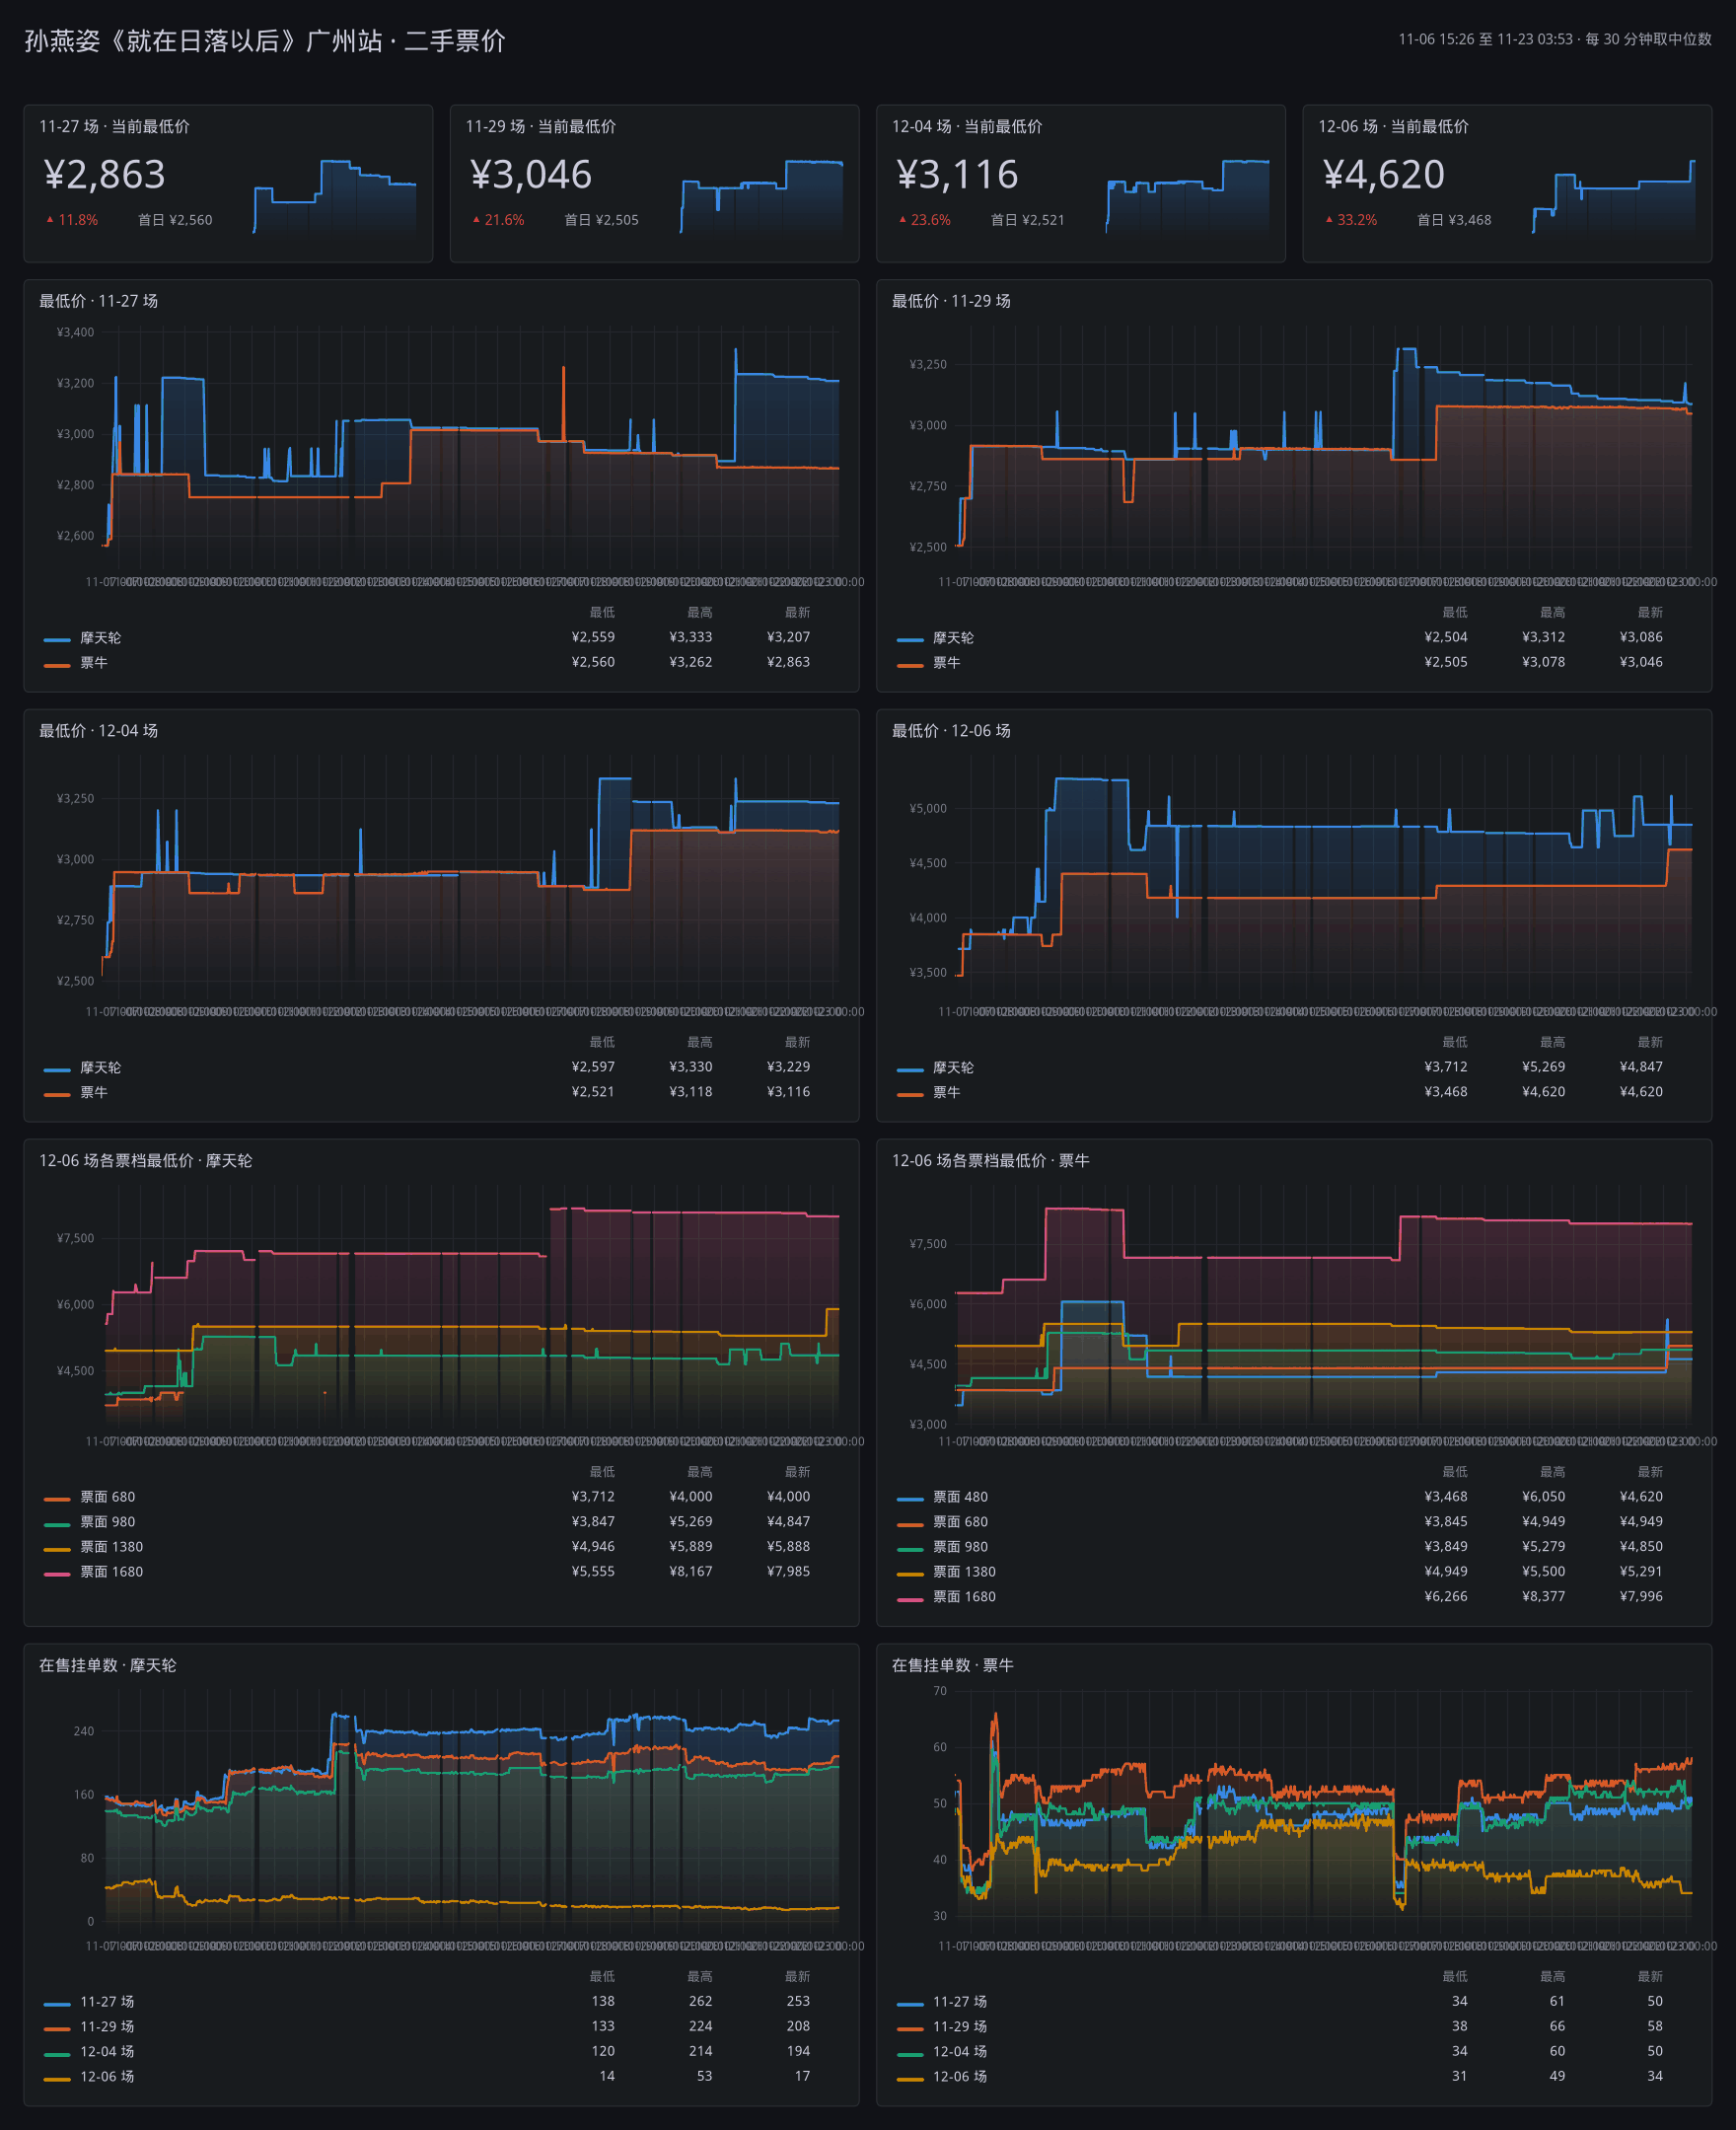 孙燕姿《就在日落以后》广州站 · 二手票价
11-06 15:26 至 11-23 03:53 · 每 30 分钟取中位数
11-27 场 · 当前最低价
¥2,863
▲ 11.8% 首日 ¥2,560
11-29 场 · 当前最低价
¥3,046
▲ 21.6% 首日 ¥2,505
12-04 场 · 当前最低价
¥3,116
▲ 23.6% 首日 ¥2,521
12-06 场 · 当前最低价
¥4,620
▲ 33.2% 首日 ¥3,468
最低价 · 11-27 场
¥3,400
¥3,200
¥3,000
¥2,800
¥2,600
最低 最高 最新
摩天轮 ¥2,559 ¥3,333 ¥3,207
票牛 ¥2,560 ¥3,262 ¥2,863
最低价 · 11-29 场
¥3,250
¥3,000
¥2,750
¥2,500
最低 最高 最新
摩天轮 ¥2,504 ¥3,312 ¥3,086
票牛 ¥2,505 ¥3,078 ¥3,046
最低价 · 12-04 场
¥3,250
¥3,000
¥2,750
¥2,500
最低 最高 最新
摩天轮 ¥2,597 ¥3,330 ¥3,229
票牛 ¥2,521 ¥3,118 ¥3,116
最低价 · 12-06 场
¥5,000
¥4,500
¥4,000
¥3,500
最低 最高 最新
摩天轮 ¥3,712 ¥5,269 ¥4,847
票牛 ¥3,468 ¥4,620 ¥4,620
12-06 场各票档最低价 · 摩天轮
¥7,500
¥6,000
¥4,500
最低 最高 最新
票面 680 ¥3,712 ¥4,000 ¥4,000
票面 980 ¥3,847 ¥5,269 ¥4,847
票面 1380 ¥4,946 ¥5,889 ¥5,888
票面 1680 ¥5,555 ¥8,167 ¥7,985
12-06 场各票档最低价 · 票牛
¥7,500
¥6,000
¥4,500
¥3,000
最低 最高 最新
票面 480 ¥3,468 ¥6,050 ¥4,620
票面 680 ¥3,845 ¥4,949 ¥4,949
票面 980 ¥3,849 ¥5,279 ¥4,850
票面 1380 ¥4,949 ¥5,500 ¥5,291
票面 1680 ¥6,266 ¥8,377 ¥7,996
在售挂单数 · 摩天轮
240
160
80
0
最低 最高 最新
11-27 场 138 262 253
11-29 场 133 224 208
12-04 场 120 214 194
12-06 场 14 53 17
在售挂单数 · 票牛
70
60
50
40
30
最低 最高 最新
11-27 场 34 61 50
11-29 场 38 66 58
12-04 场 34 60 50
12-06 场 31 49 34